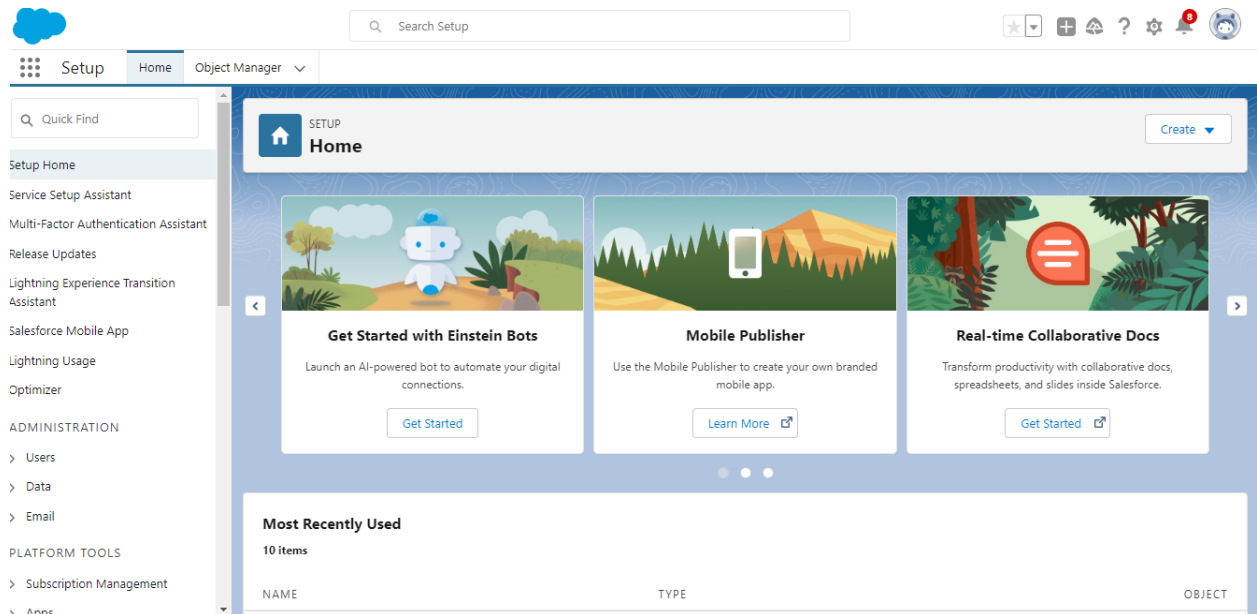 Search Setup
8
Setup
Home
Object Manager
Quick Find
Setup Home
Service Setup Assistant
Multi-Factor Authentication Assistant
Release Updates
Lightning Experience Transition
Assistant
Salesforce Mobile App
Lightning Usage
Optimizer
ADMINISTRATION
Users
Data
Email
PLATFORM TOOLS
Subscription Management
Apps
SETUP
Home
Create
Get Started with Einstein Bots
Launch an AI-powered bot to automate your digital
connections.
Get Started
Mobile Publisher
Use the Mobile Publisher to create your own branded
mobile app.
Learn More
Real-time Collaborative Docs
Transform productivity with collaborative docs,
spreadsheets, and slides inside Salesforce.
Get Started
Most Recently Used
10 items
NAME
TYPE
OBJECT